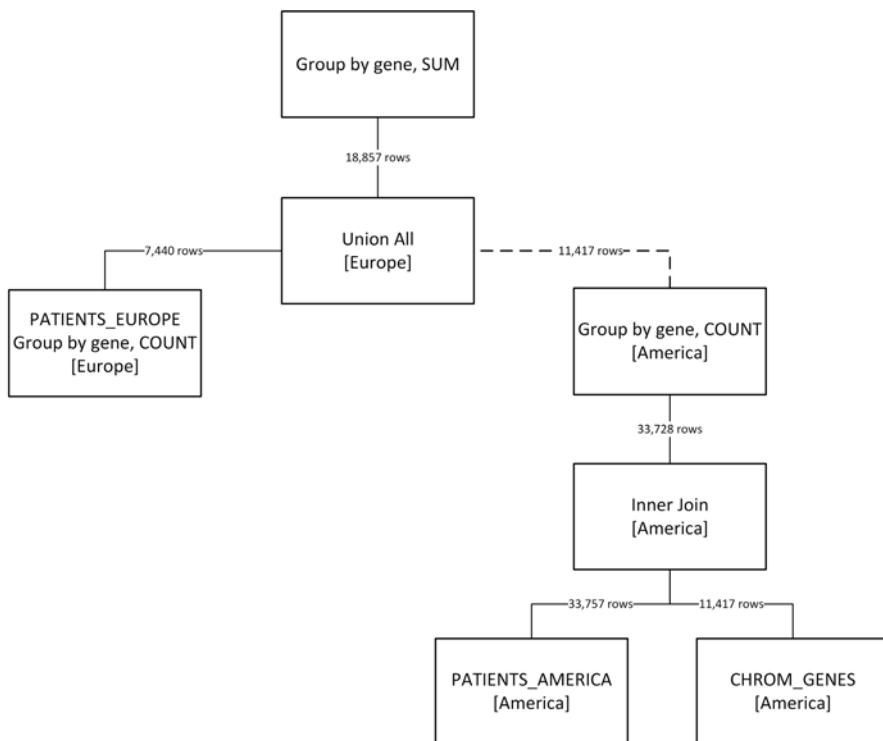 Group by gene, SUM
18,857 rows
Union All
[Europe]
7,440 rows
11,417 rows
PATIENTS_EUROPE
Group by gene, COUNT
[Europe]
Group by gene, COUNT
[America]
33,728 rows
Inner Join
[America]
33,757 rows
11,417 rows
PATIENTS_AMERICA
[America]
CHROM_GENES
[America]